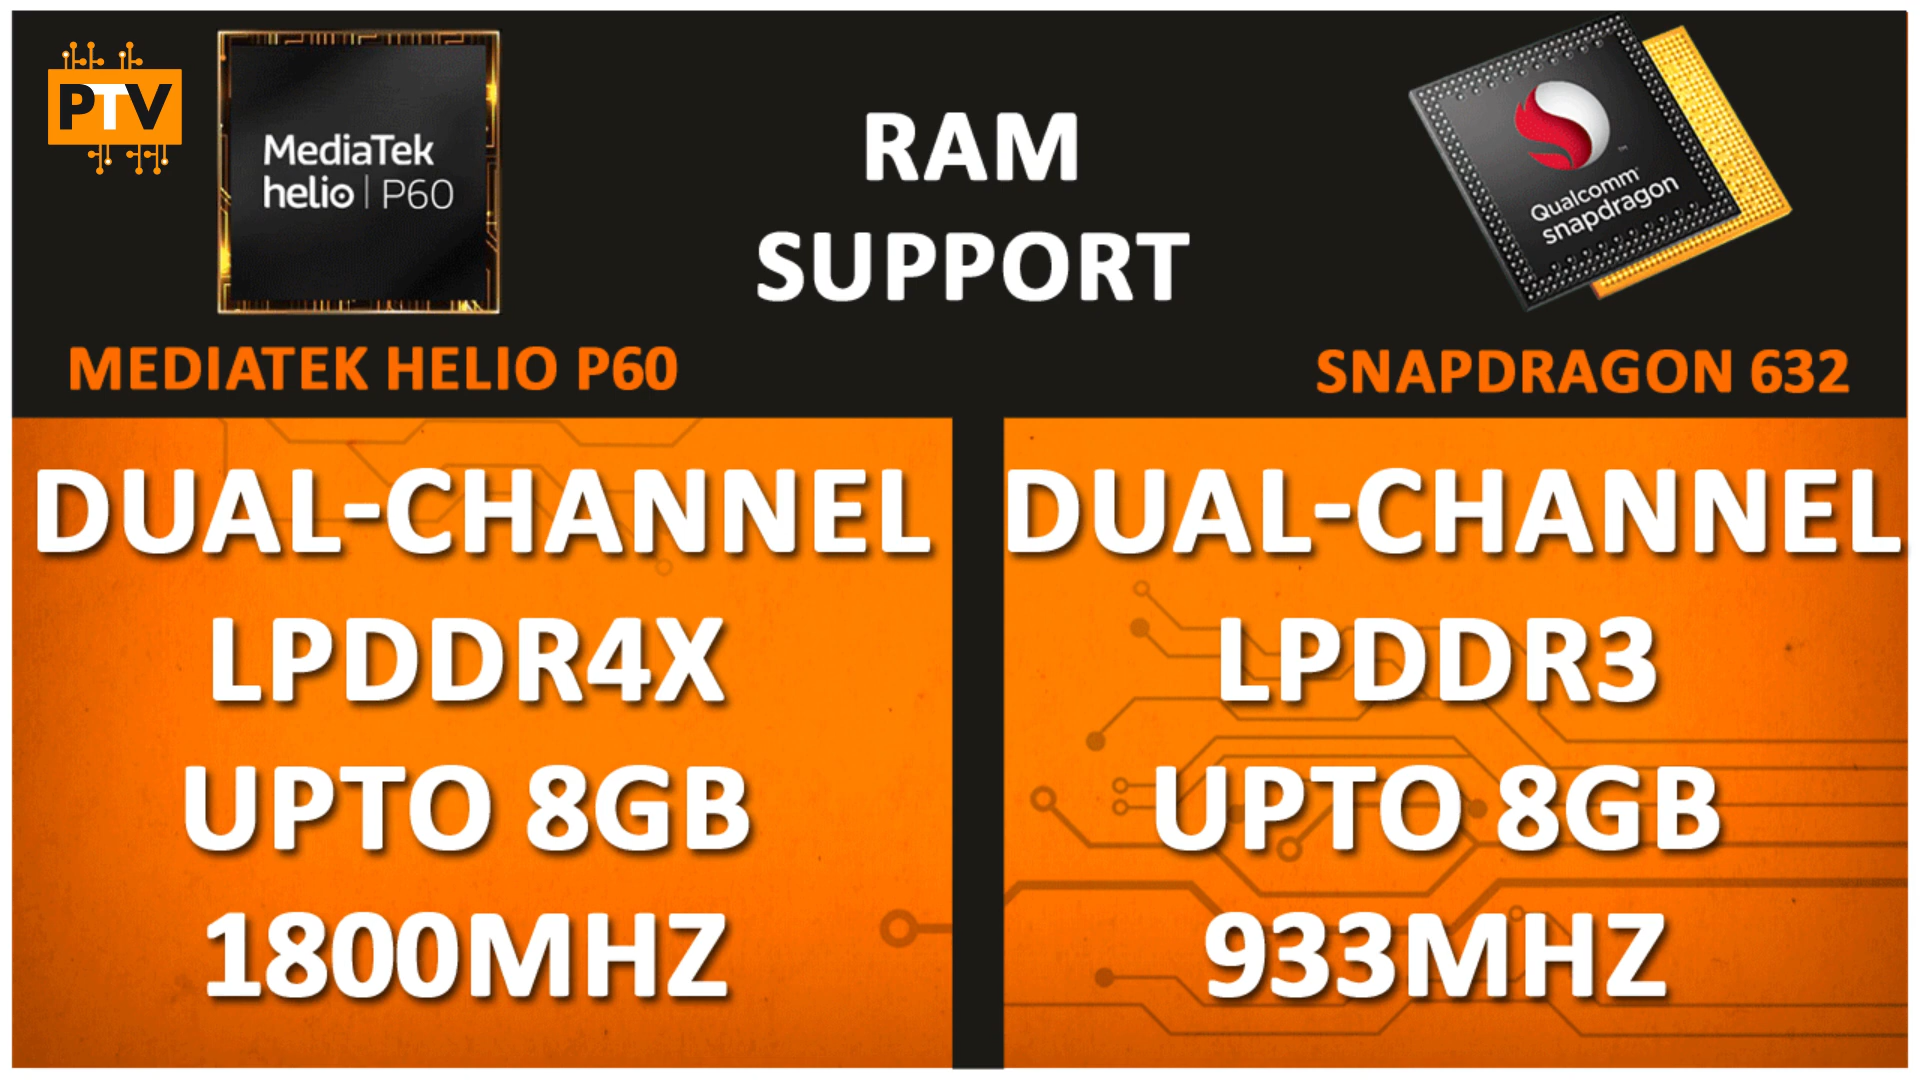 PTV
MediaTek
helio | P60
RAM
SUPPORT
Qualcomm
snapdragon
MEDIATEK HELIO P60
SNAPDRAGON 632
DUAL-CHANNEL
LPDDR4X
UPTO 8GB
1800MHZ
DUAL-CHANNEL
LPDDR3
UPTO 8GB
933MHZ